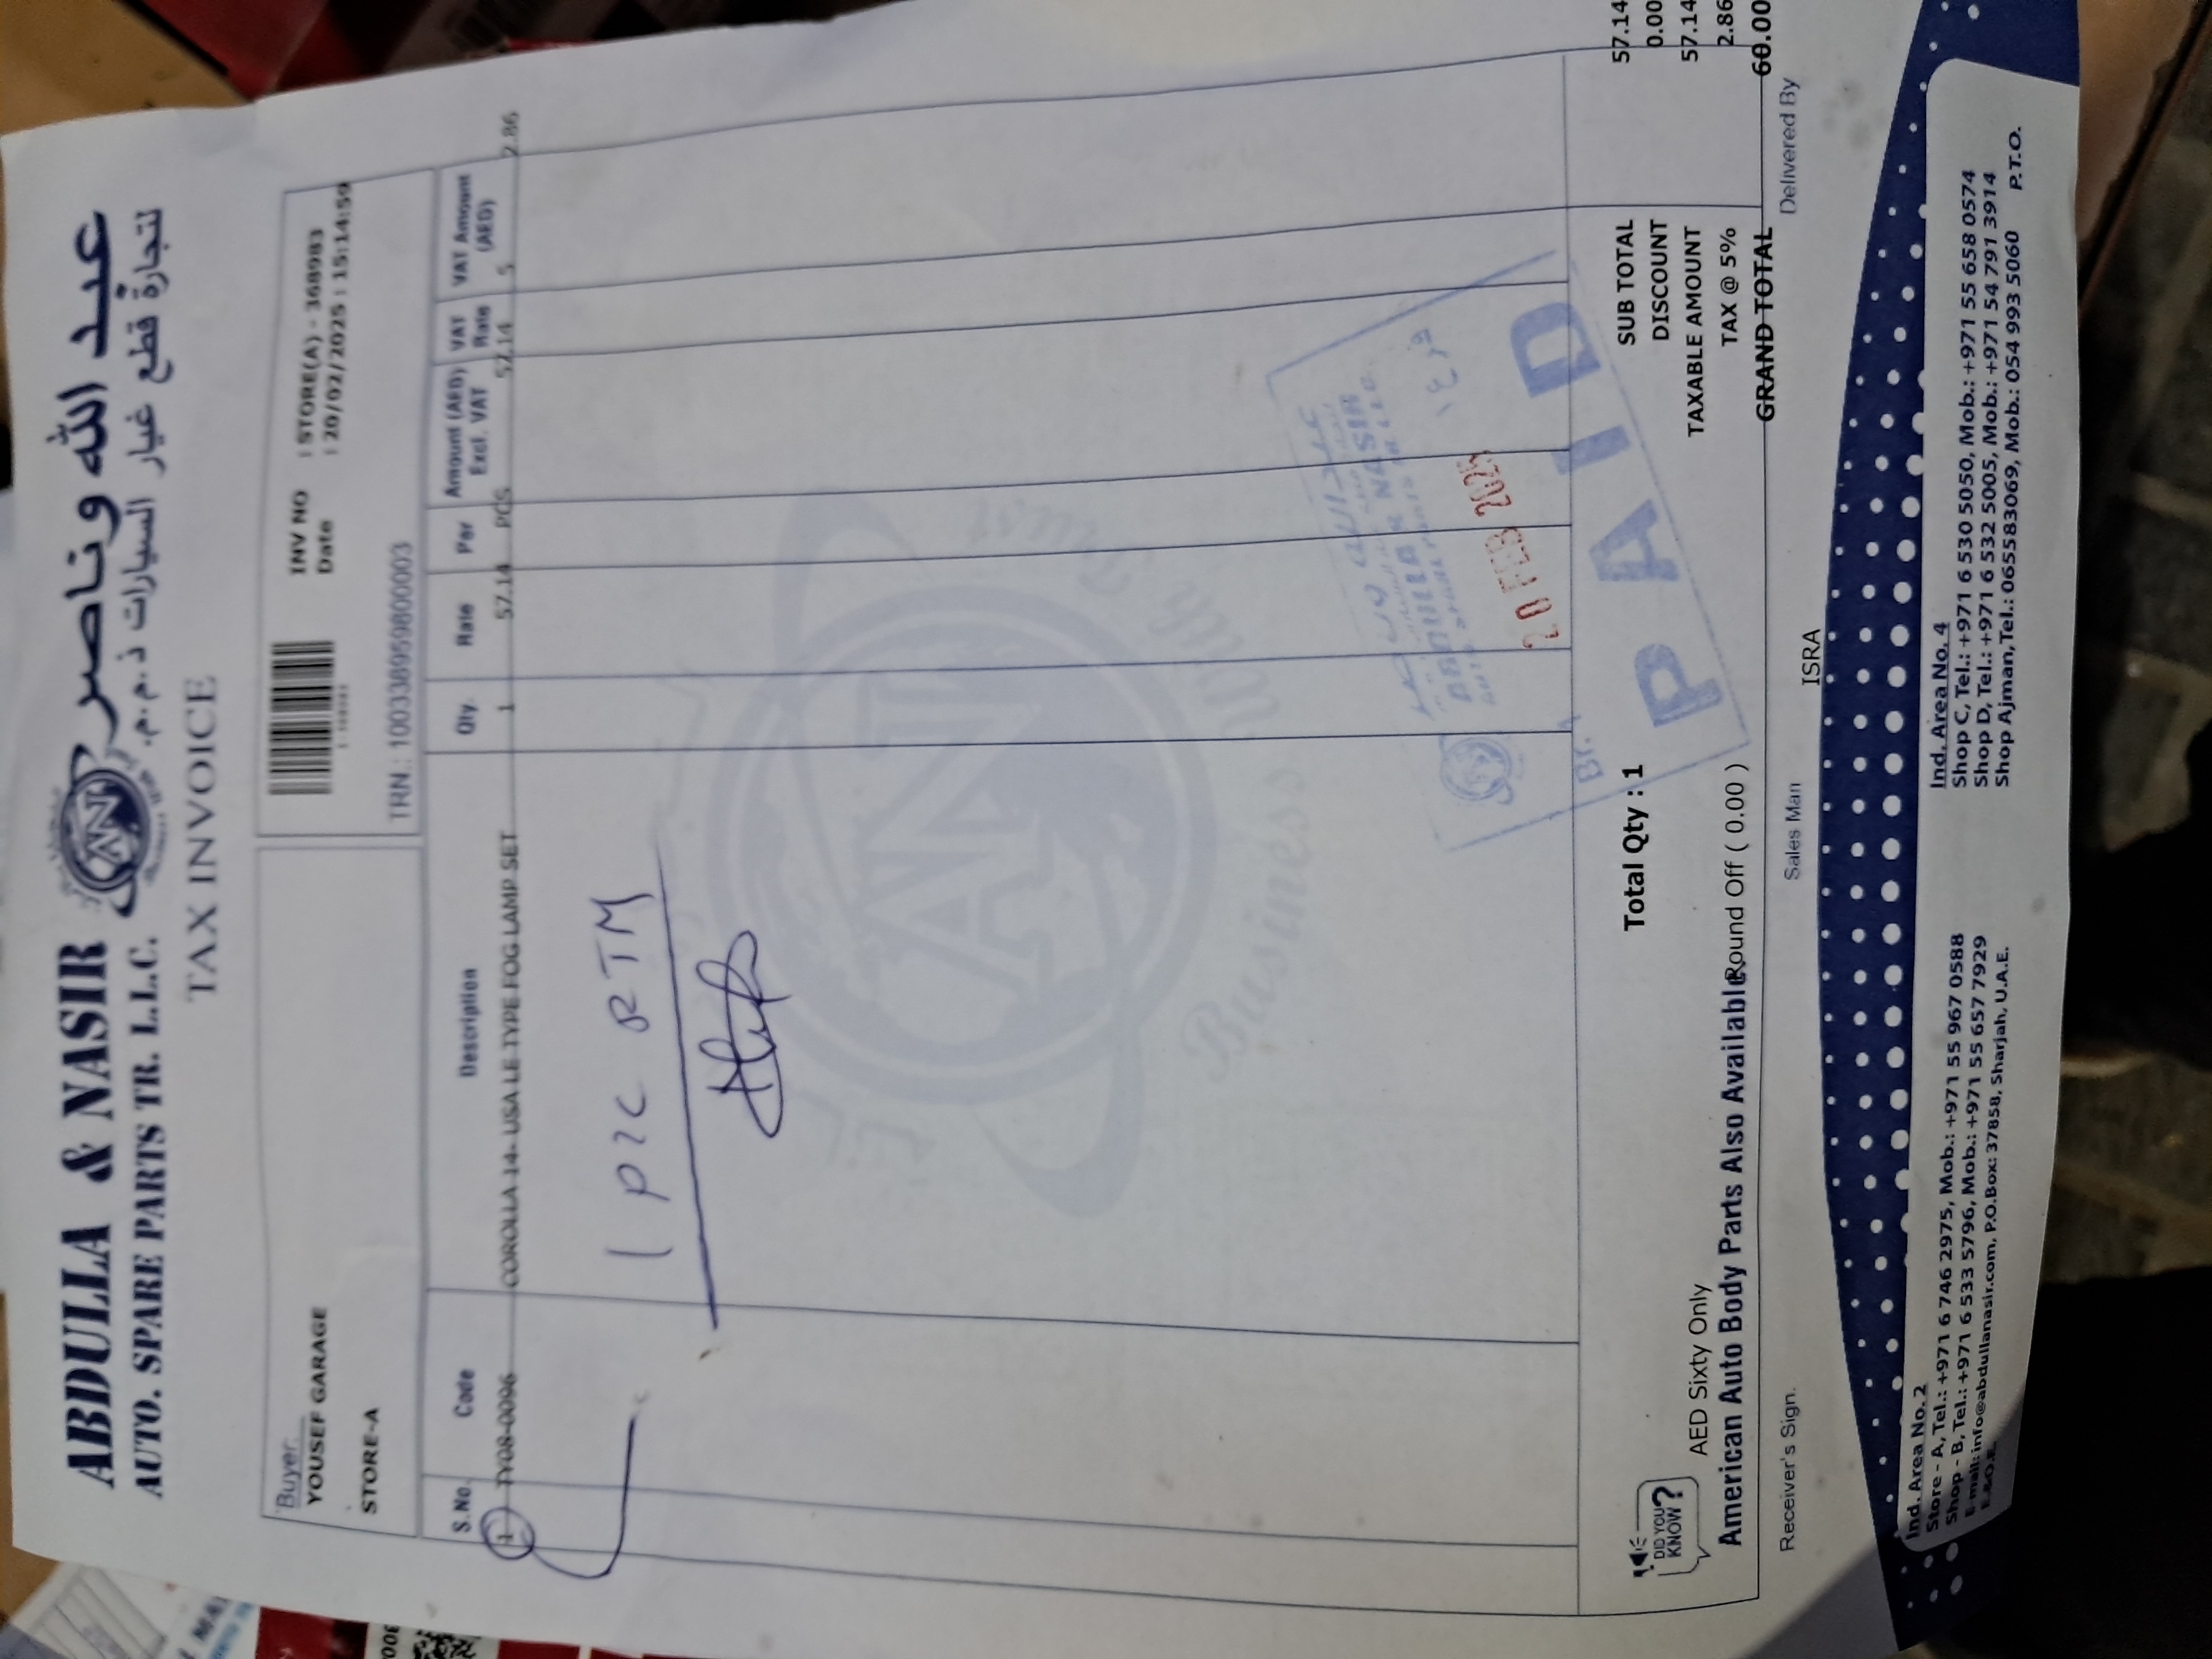 ABDULLA & NASIR
AUTO. SPARE PARTS TR. L.L.C.
عبد الله وناصر
لتجارة قطع غيار السيارات ذ.م.م.
TAX INVOICE
Buyer:
YOUSEF GARAGE
STORE-A
INV NO : STORE(A) - 368983
Date : 20/02/2025 : 15:14:59
TRN.: 100338959800003
S.No. Code Description Qty. Rate Per Amount (AED) Excl. VAT VAT Rate VAT Amount (AED)
1 TY08-0096 COROLLA 14- USA LE TYPE FOG LAMP SET 1 57.14 PCS 57.14 5 2.86
1 PIC RTM
AN
Business With Trust
ABDULLA & NASIR
20 FEB 2025
Br. A
PAID
Total Qty : 1
SUB TOTAL 57.14
DISCOUNT 0.00
TAXABLE AMOUNT 57.14
TAX @ 5% 2.86
GRAND TOTAL 60.00
DID YOU KNOW?
AED Sixty Only
American Auto Body Parts Also Available.
Round Off ( 0.00 )
Receiver's Sign. Sales Man Delivered By
ISRA
Ind. Area No. 2
Store - A, Tel.: +971 6 746 2975, Mob.: +971 55 967 0588
Shop - B, Tel.: +971 6 533 5796, Mob.: +971 55 657 7929
E-mail: info@abdullanasir.com, P.O.Box: 37858, Sharjah, U.A.E.
E.&O.E.
Ind. Area No. 4
Shop C, Tel.: +971 6 530 5050, Mob.: +971 55 658 0574
Shop D, Tel.: +971 6 532 5005, Mob.: +971 54 791 3914
Shop Ajman, Tel.: 065583069, Mob.: 054 993 5060 P.T.O.